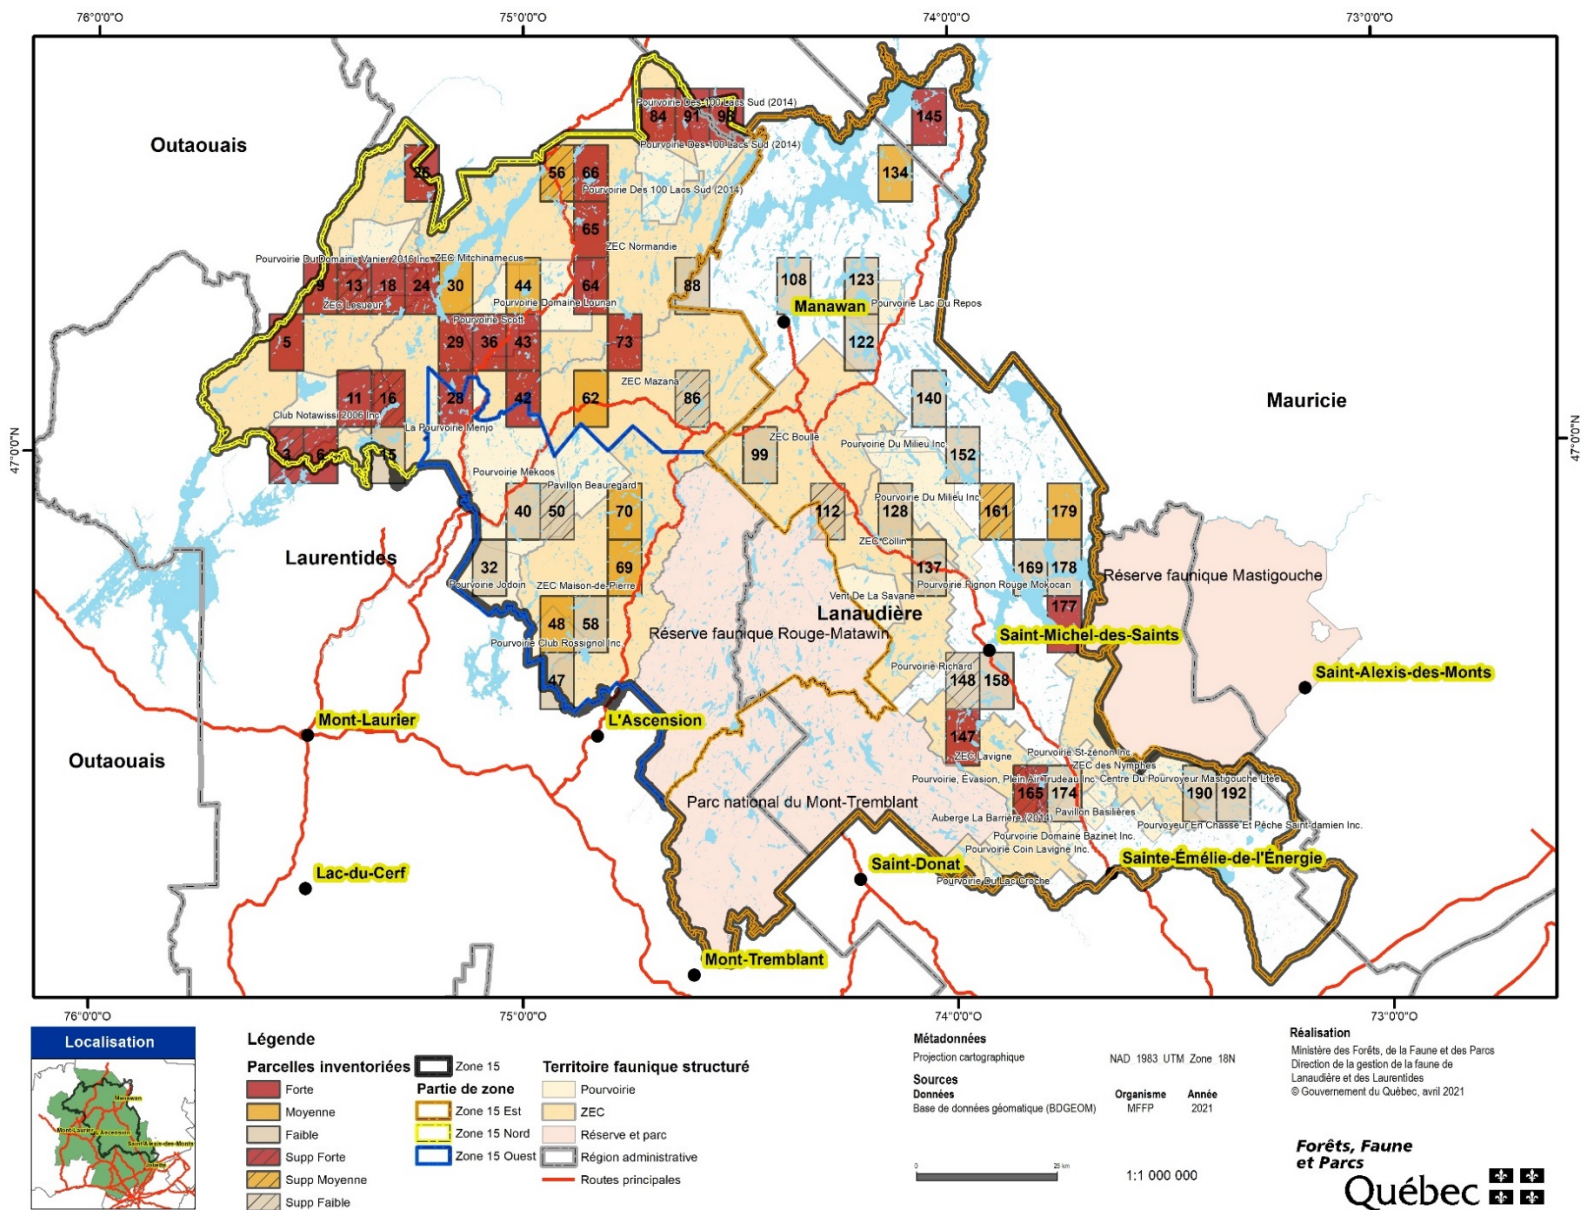 76°0'0"O
75°0'0"O
74°0'0"O
73°0'0"O
47°0'0"N
47°0'0"N
Outaouais
Pourvoirie Des-100 Lacs Sud (2014)
84
91
98
145
Pourvoirie Des-100 Lacs Sud (2014)
26
56
66
134
Pourvoirie Des 100 Lacs Sud (2014)
65
ZEC Normandie
Pourvoirie Du Domaine Vanier 2016 Inc.
ZEC Mitchinamecus
9
13
18
24
30
44
64
88
108
123
ZEC Lesueur
Pourvoirie Domaine Lounan
Pourvoirie Lac Du Repos
Manawan
Pourvoirie Scott
5
29
36
43
73
122
ZEC Mazana
11
16
28
42
62
86
140
Mauricie
Club Notawissi 2006 Inc.
La Pourvoirie Menjo
ZEC Boullé
Pourvoirie Du Milieu Inc.
3
6
15
99
152
Pourvoirie Mekoos
Pavillon Beauregard
Pourvoirie Du Milieu Inc.
40
50
70
112
128
161
179
Laurentides
ZEC Collin
32
69
137
169
178
Réserve faunique Mastigouche
Pourvoirie Jodoin
ZEC Maison-de-Pierre
Pourvoirie Pignon Rouge Mokocan
Vent De La Savane
177
Lanaudière
48
58
Réserve faunique Rouge-Matawin
Saint-Michel-des-Saints
Pourvoirie Club Rossignol Inc
Pourvoirie Richard
47
148
158
Saint-Alexis-des-Monts
Mont-Laurier
L'Ascension
147
Outaouais
ZEC Lavigne
Pourvoirie St-zénon Inc.
ZEC des Nymphes
Pourvoirie, Évasion, Plein Air Trudeau Inc.
Centre Du Pourvoyeur Mastigouche Ltée
165
174
190
192
Parc national du Mont-Tremblant
Auberge La Barrière (2014)
Pavillon Basilières
Pourvoyeur En Chasse Et Pêche Saint-damien Inc.
Pourvoirie Domaine Bazinet Inc.
Pourvoirie Coin Lavigne Inc.
Saint-Donat
Sainte-Émélie-de-l'Énergie
Lac-du-Cerf
Pourvoirie Du Lac Croche
Mont-Tremblant
76°0'0"O
75°0'0"O
74°0'0"O
73°0'0"O
Localisation
Manawan
Mont-Laurier
L'Ascension
Saint-Alexis-des-Monts
Joliette
Légende
Parcelles inventoriées
Forte
Moyenne
Faible
Supp Forte
Supp Moyenne
Supp Faible
Zone 15
Partie de zone
Zone 15 Est
Zone 15 Nord
Zone 15 Ouest
Territoire faunique structuré
Pourvoirie
ZEC
Réserve et parc
Région administrative
Routes principales
Métadonnées
Projection cartographique NAD 1983 UTM Zone 18N
Sources
Données Organisme Année
Base de données géomatique (BDGEOM) MFFP 2021
0 25 km
1:1 000 000
Réalisation
Ministère des Forêts, de la Faune et des Parcs
Direction de la gestion de la faune de
Lanaudière et des Laurentides
© Gouvernement du Québec, avril 2021
Forêts, Faune
et Parcs
Québec